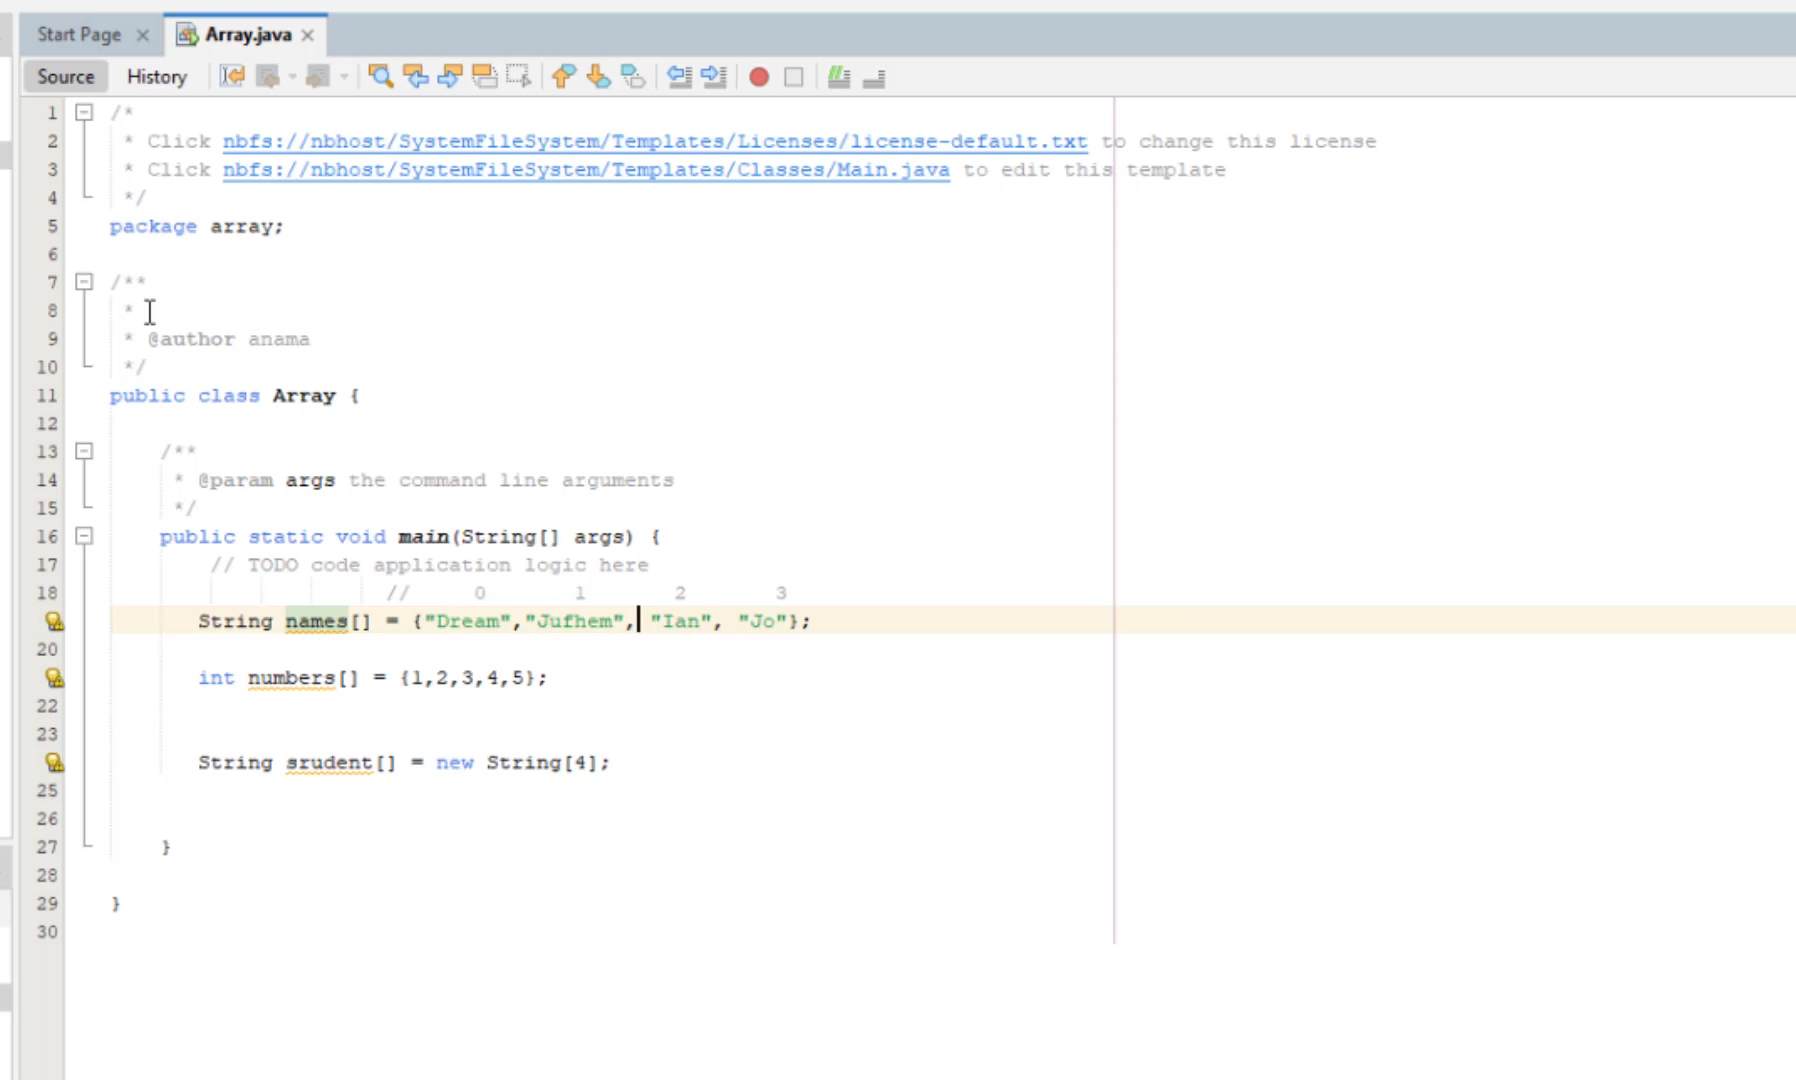 Start Page Array.java
Source History
1 /*
2 * Click nbfs://nbhost/SystemFileSystem/Templates/Licenses/license-default.txt to change this license
3 * Click nbfs://nbhost/SystemFileSystem/Templates/Classes/Main.java to edit this template
4 */
5 package array;
6
7 /**
8 *
9 * @author anama
10 */
11 public class Array {
12
13 /**
14 * @param args the command line arguments
15 */
16 public static void main(String[] args) {
17 // TODO code application logic here
18 // 0 1 2 3
String names[] = {"Dream","Jufhem", "Ian", "Jo"};
20
int numbers[] = {1,2,3,4,5};
22
23
String srudent[] = new String[4];
25
26
27 }
28
29 }
30